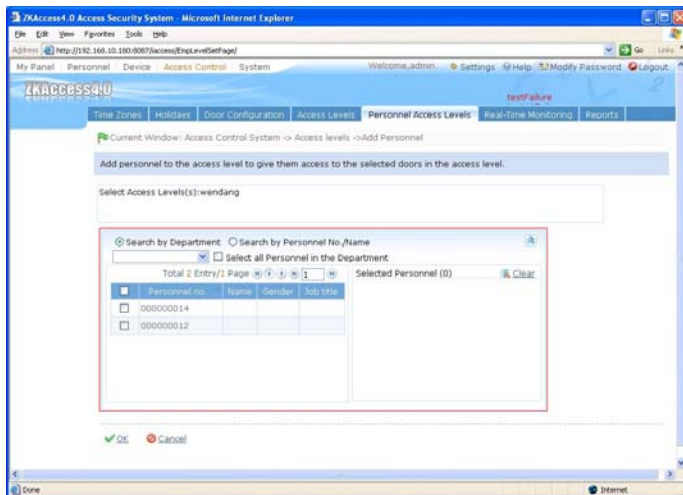 ZKAccess4.0 Access Security System - Microsoft Internet Explorer
File Edit View Favorites Tools Help
Address http://192.168.10.180:8087/iaccess/EmpLevelSetPage/ Go Links
My Panel Personnel Device Access Control System Welcome,admin. Settings Help Modify Password Logout
ZKAccess4.0 testFailure
Time Zones Holidays Door Configuration Access Levels Personnel Access Levels Real-Time Monitoring Reports
Current Window: Access Control System -> Access levels ->Add Personnel
Add personnel to the access level to give them access to the selected doors in the access level.
Select Access Levels(s):wendang
Search by Department Search by Personnel No./Name
Select all Personnel in the Department
Total 2 Entry/1 Page 1 Selected Personnel (0) Clear
Personnel no. Name Gender Job title
000000014
000000012
OK Cancel
Done Internet